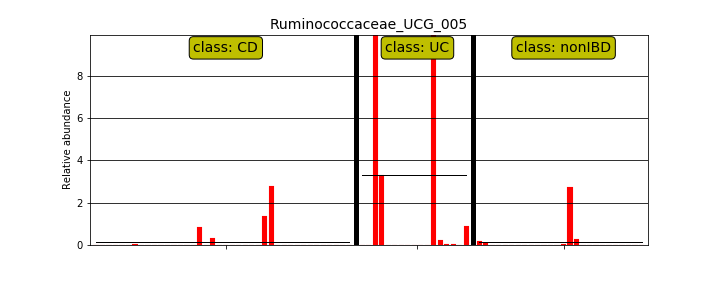 Ruminococcaceae_UCG_005
class: CD
class: UC
class: nonIBD
Relative abundance
8
6
4
2
0